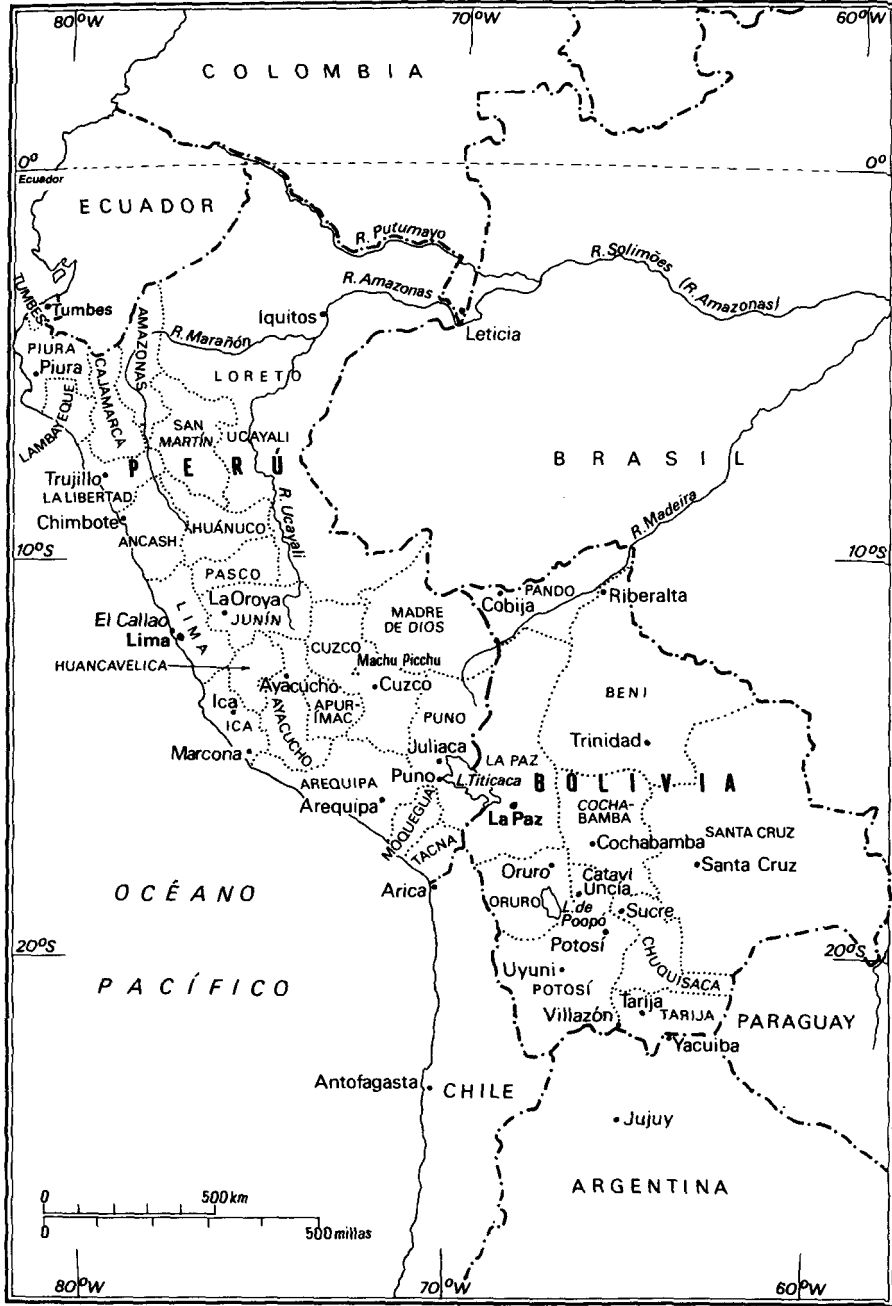 80°W
70°W
60°W
COLOMBIA
0°
0°
Ecuador
ECUADOR
R. Putumayo
R. Solimões
(R. Amazonas)
R. Amazonas
TUMBES
Tumbes
Iquitos
Leticia
AMAZONAS
R. Marañón
PIURA
Piura
CAJAMARCA
LORETO
LAMBAYEQUE
SAN
MARTÍN
UCAYALI
BRASIL
PERÚ
Trujillo
LA LIBERTAD
R. Ucayali
R. Madeira
Chimbote
HUÁNUCO
ANCASH
10°S
10°S
PASCO
La Oroya
JUNÍN
MADRE
DE DIOS
Cobija
PANDO
Riberalta
LIMA
El Callao
Lima
CUZCO
HUANCAVELICA
Machu Picchu
Ayacucho
Cuzco
BENI
Ica
ICA
AYACUCHO
APUR-
ÍMAC
PUNO
Trinidad
Marcona
Juliaca
LA PAZ
AREQUIPA
Puno
L. Titicaca
BOLIVIA
Arequipa
MOQUEGUA
La Paz
COCHA-
BAMBA
TACNA
Cochabamba
SANTA CRUZ
Santa Cruz
Oruro
Arica
Cataví
Uncía
OCÉANO
ORURO
L. de
Poopó
Sucre
Potosí
20°S
20°S
PACÍFICO
Uyuni
CHUQUISACA
POTOSÍ
Tarija
Villazón
TARIJA
PARAGUAY
Yacuiba
Antofagasta
CHILE
Jujuy
ARGENTINA
0
500 km
0
500 millas
80°W
70°W
60°W